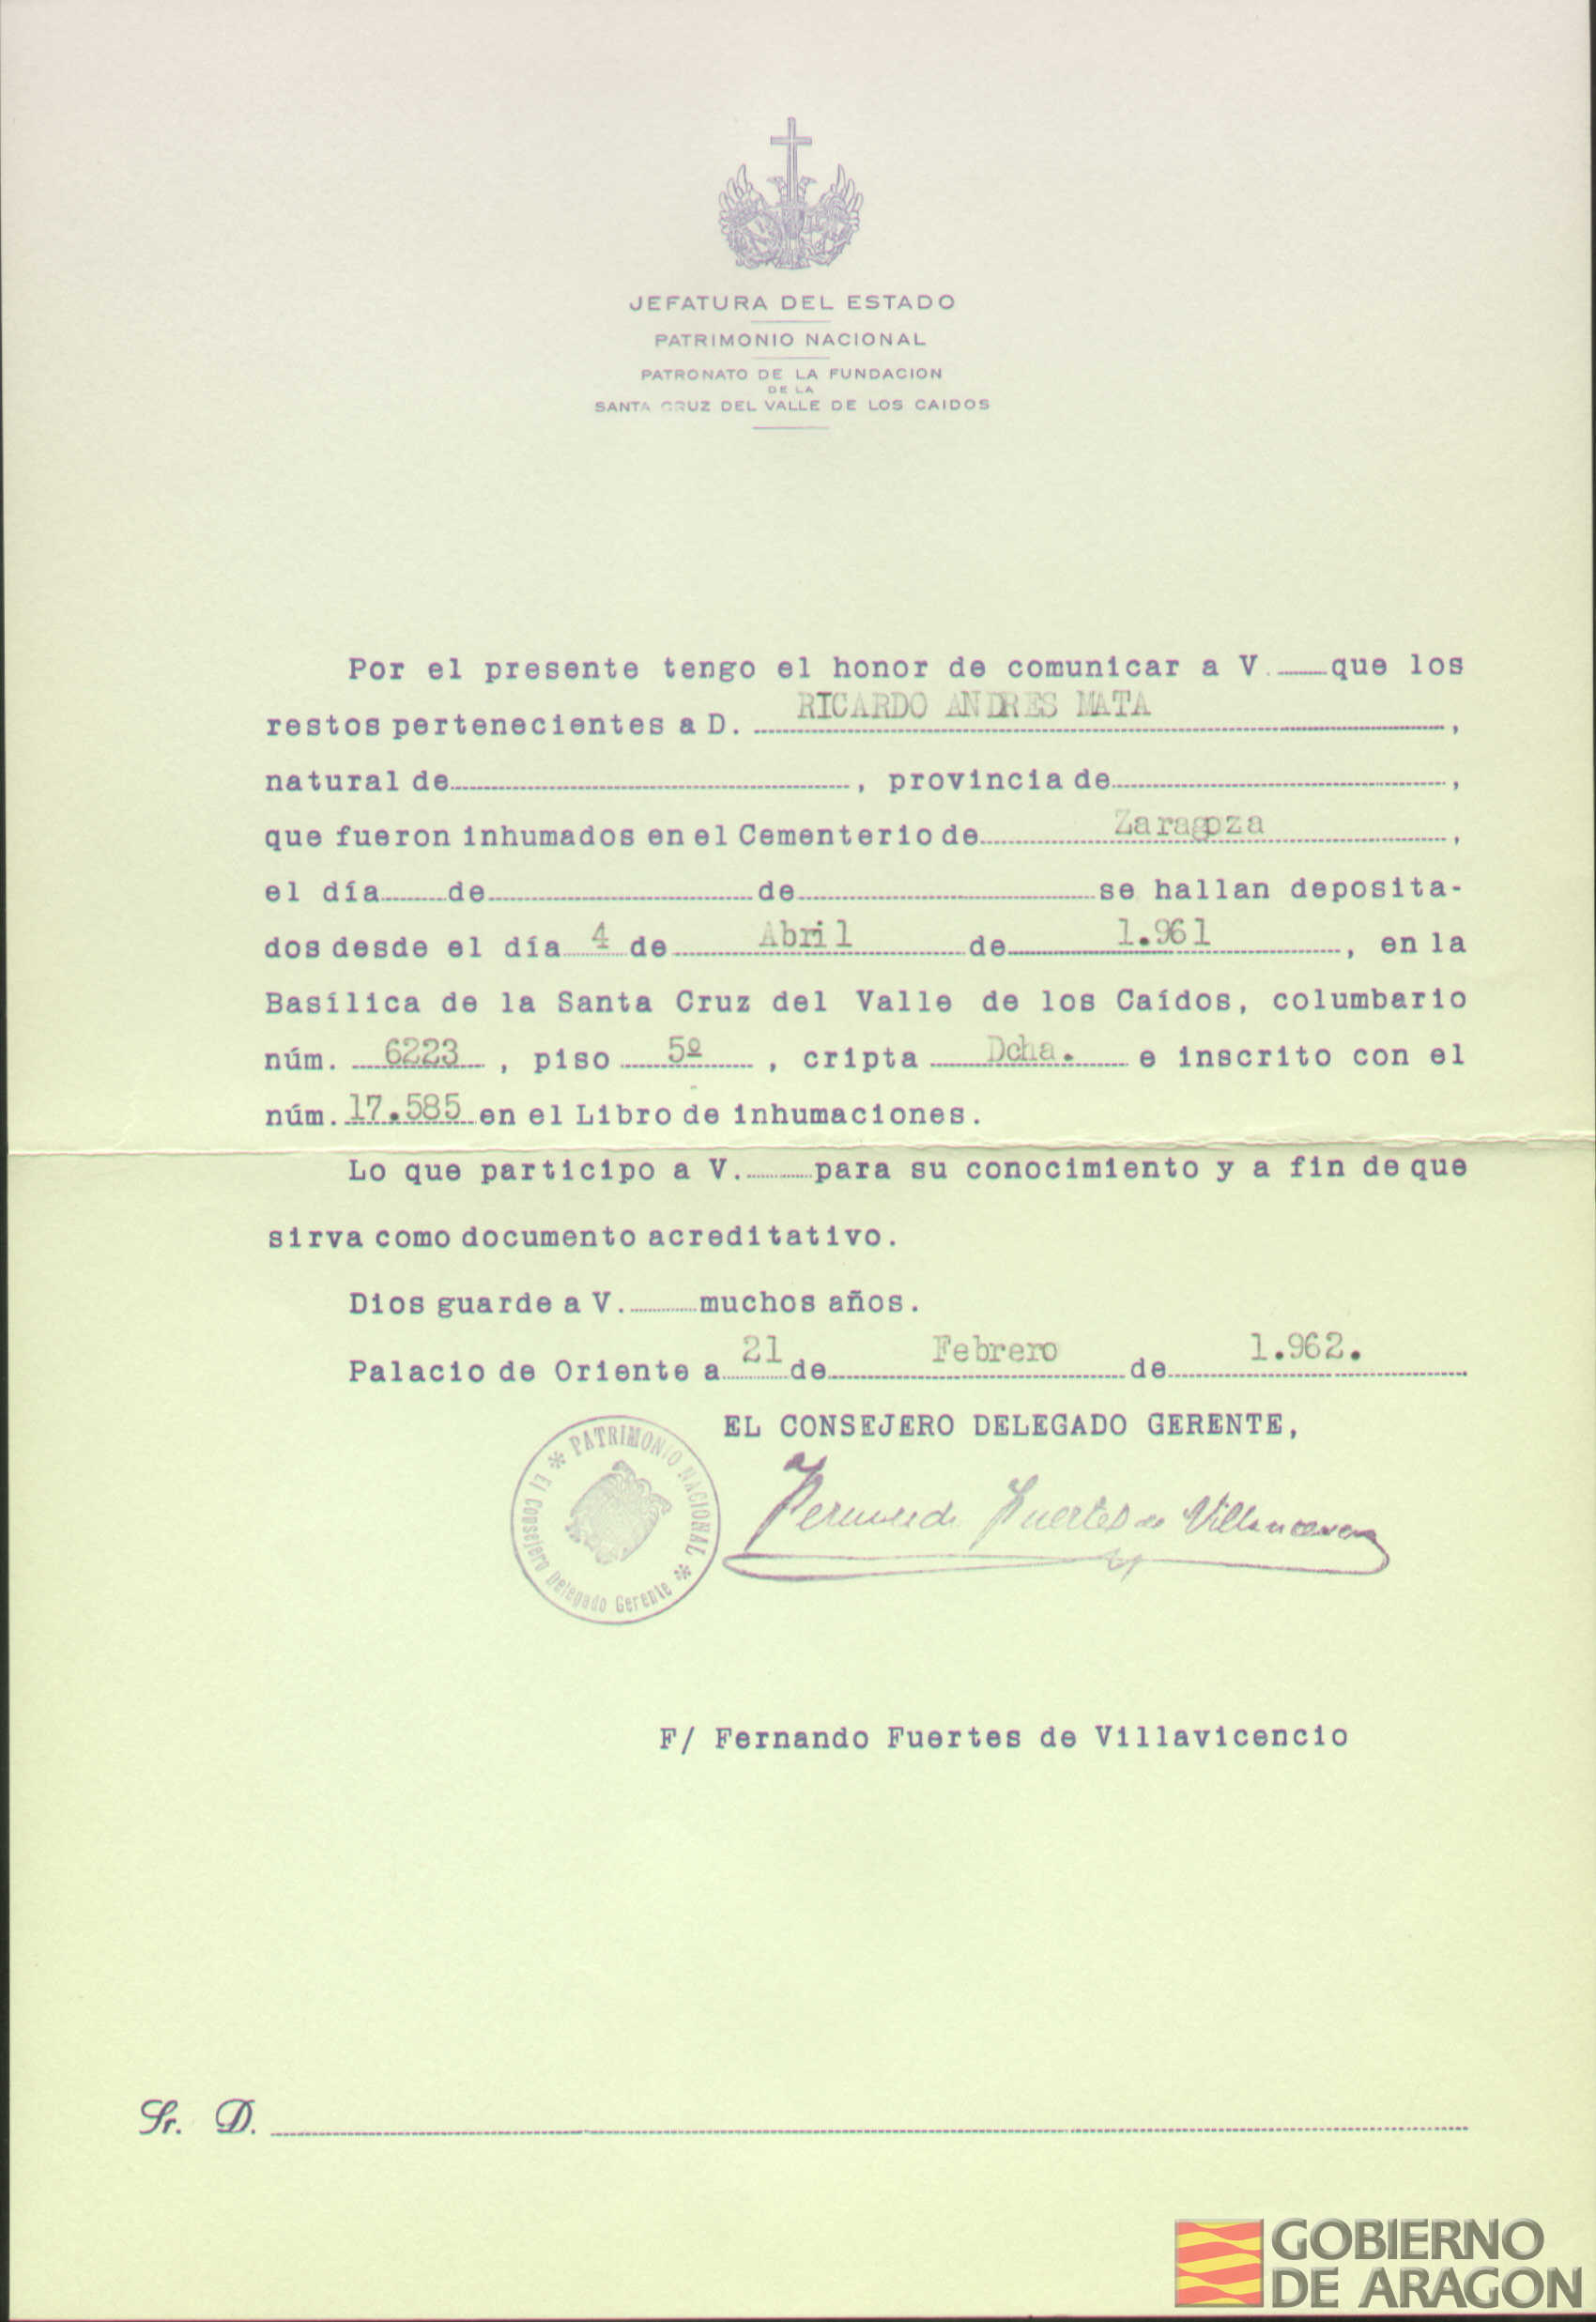 JEFATURA DEL ESTADO
PATRIMONIO NACIONAL
PATRONATO DE LA FUNDACION
DE LA
SANTA CRUZ DEL VALLE DE LOS CAIDOS
Por el presente tengo el honor de comunicar a V. que los
restos pertenecientes a D. RICARDO ANDRES MATA,
natural de , provincia de ,
que fueron inhumados en el Cementerio de Zaragoza,
el día de de se hallan deposita-
dos desde el día 4 de Abril de 1.961, en la
Basílica de la Santa Cruz del Valle de los Caídos, columbario
núm. 6223, piso 5º, cripta Dcha. e inscrito con el
núm. 17.585 en el Libro de inhumaciones.
Lo que participo a V. para su conocimiento y a fin de que
sirva como documento acreditativo.
Dios guarde a V. muchos años.
Palacio de Oriente a 21 de Febrero de 1.962.
EL CONSEJERO DELEGADO GERENTE,
PATRIMONIO NACIONAL
El Consejero Delegado Gerente
Fernando Fuertes de
F/ Fernando Fuertes de Villavicencio
Sr. D.
GOBIERNO
DE ARAGON